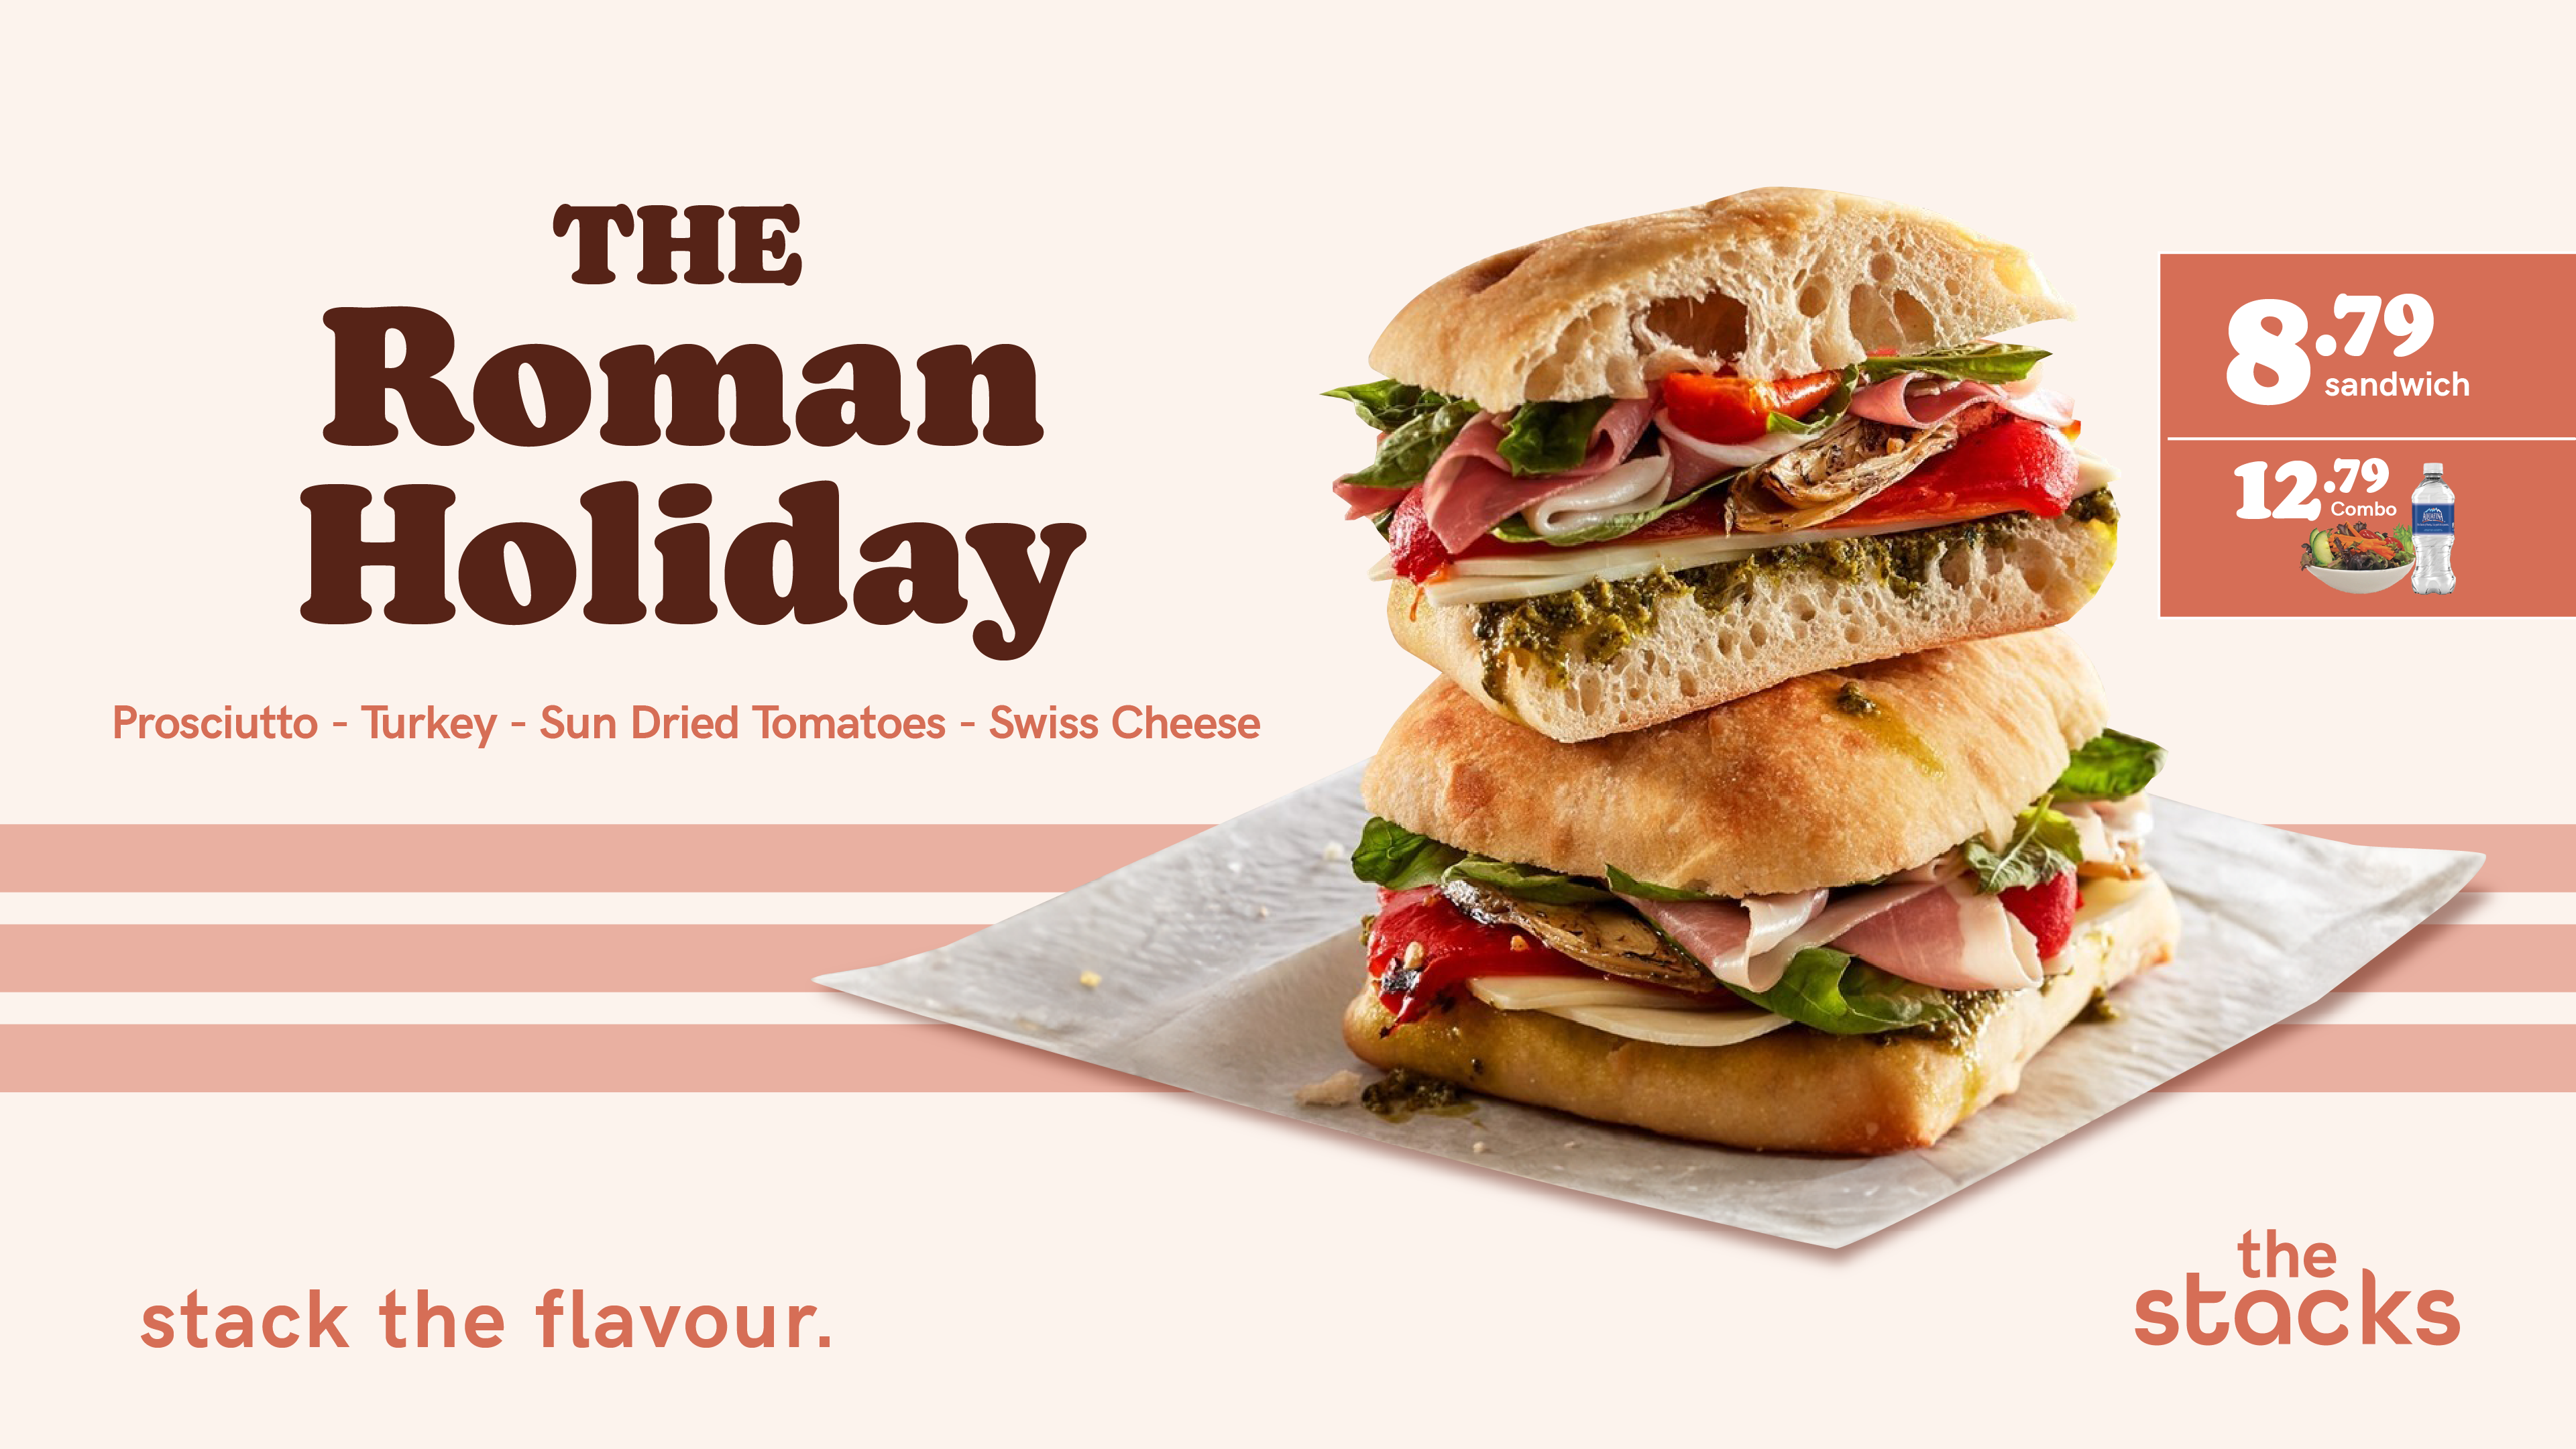 THE
Roman
Holiday
Prosciutto - Turkey - Sun Dried Tomatoes - Swiss Cheese
8.79
sandwich
12.79
Combo
AQUAFINA
stack the flavour.
the
stacks